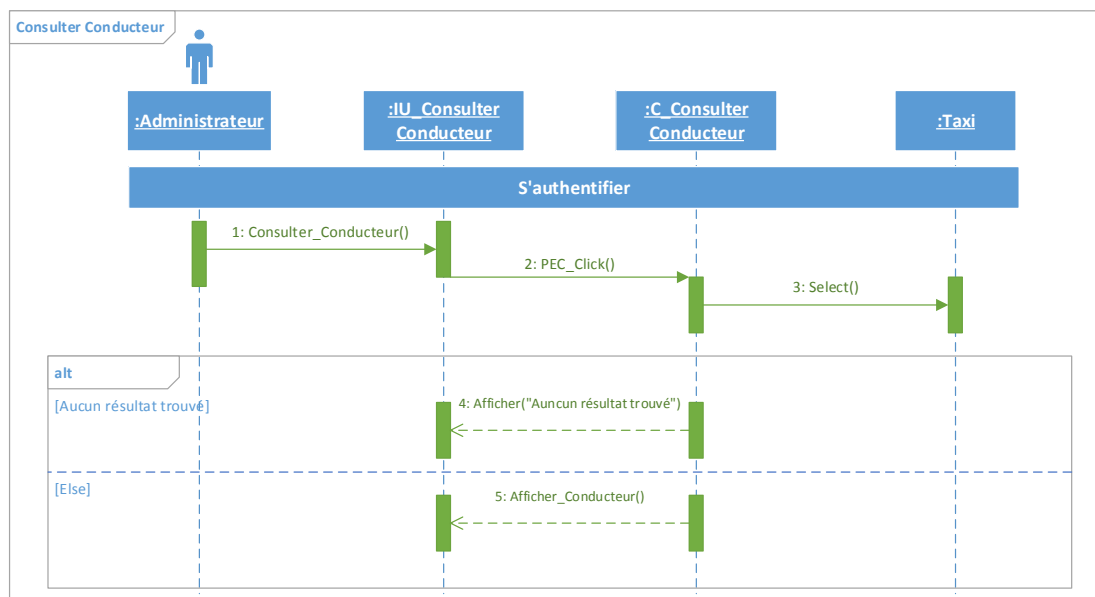 Consulter Conducteur
:Administrateur
:IU_Consulter
Conducteur
:C_Consulter
Conducteur
:Taxi
S'authentifier
1: Consulter_Conducteur()
2: PEC_Click()
3: Select()
alt
[Aucun résultat trouvé]
4: Afficher("Auncun résultat trouvé")
[Else]
5: Afficher_Conducteur()